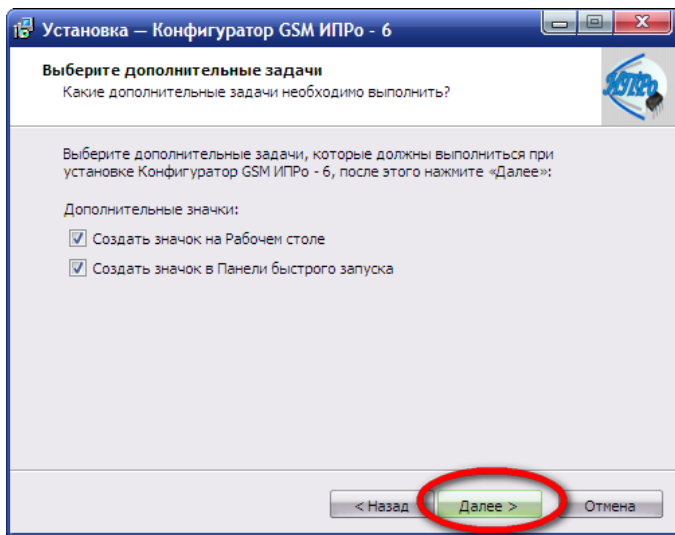 Установка — Конфигуратор GSM ИПРо - 6
Выберите дополнительные задачи
Какие дополнительные задачи необходимо выполнить?
ИПРо
Выберите дополнительные задачи, которые должны выполниться при
установке Конфигуратор GSM ИПРо - 6, после этого нажмите «Далее»:
Дополнительные значки:
Создать значок на Рабочем столе
Создать значок в Панели быстрого запуска
< Назад
Далее >
Отмена